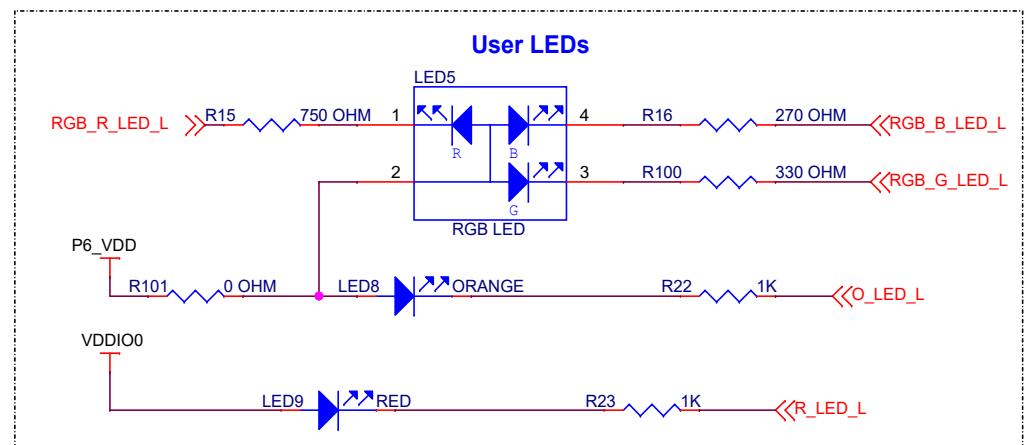 User LEDs
LED5
RGB_R_LED_L R15 750 OHM 1 4 R16 270 OHM RGB_B_LED_L
R B
2 3 R100 330 OHM RGB_G_LED_L
G
RGB LED
P6_VDD
R101 0 OHM LED8 ORANGE R22 1K O_LED_L
VDDIO0
LED9 RED R23 1K R_LED_L